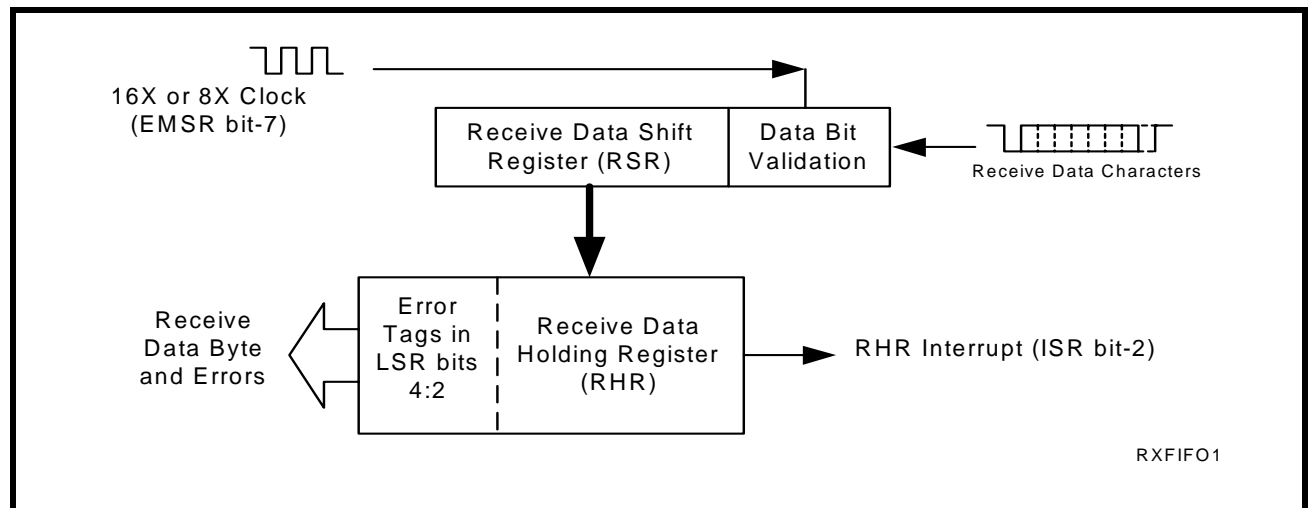 16X or 8X Clock
(EMSR bit-7)
Receive Data Shift
Register (RSR)
Data Bit
Validation
Receive Data Characters
Receive
Data Byte
and Errors
Error
Tags in
LSR bits
4:2
Receive Data
Holding Register
(RHR)
RHR Interrupt (ISR bit-2)
RXFIFO1